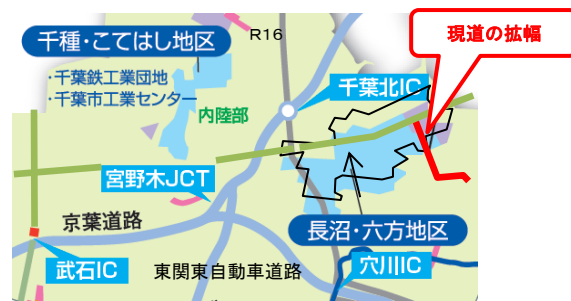 現道の拡幅
R16
千種・こてはし地区
・千葉鉄工業団地
・千葉市工業センター
千葉北IC
内陸部
宮野木JCT
京葉道路
長沼・六方地区
武石IC
東関東自動車道路
穴川IC